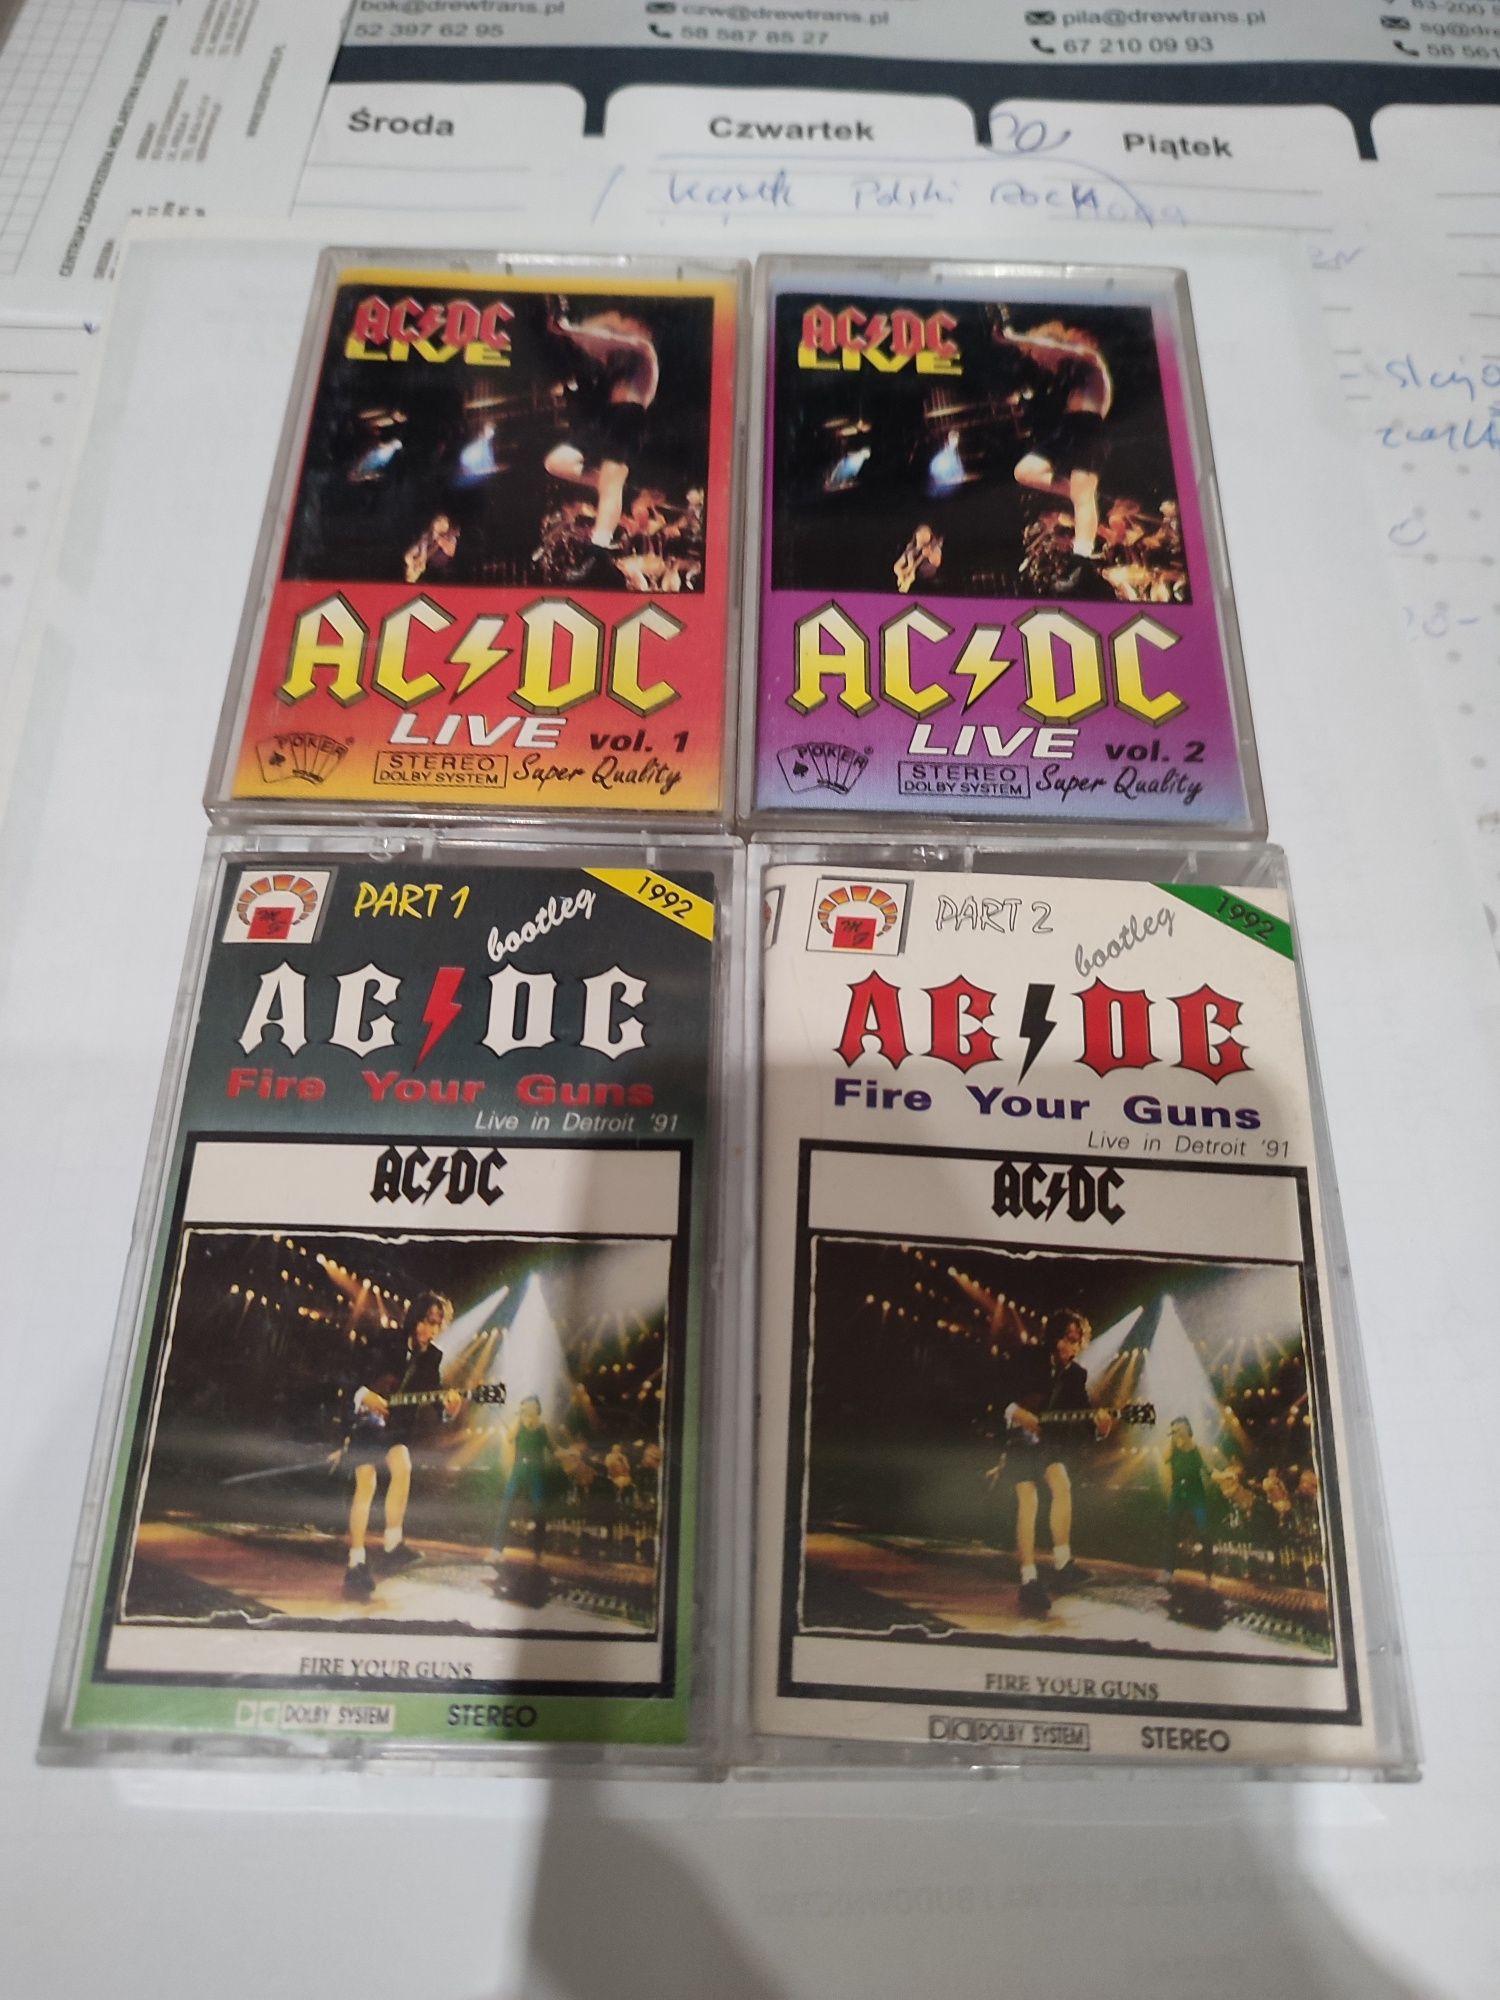 bok@drewtrans.pl
52 397 62 95
czw@drewtrans.pl
58 587 85 27
pila@drewtrans.pl
67 210 09 93
Środa
Czwartek
Piątek
Polski rock
AC DC
LIVE
AC DC
LIVE vol. 1
POKER
STEREO
DOLBY SYSTEM
Super Quality
AC DC
LIVE
AC DC
LIVE vol. 2
POKER
STEREO
DOLBY SYSTEM
Super Quality
PART 1
bootleg
1992
AC DC
Fire Your Guns
Live in Detroit '91
AC DC
FIRE YOUR GUNS
DOLBY SYSTEM
STEREO
PART 2
bootleg
1992
AC DC
Fire Your Guns
Live in Detroit '91
AC DC
FIRE YOUR GUNS
DOLBY SYSTEM
STEREO